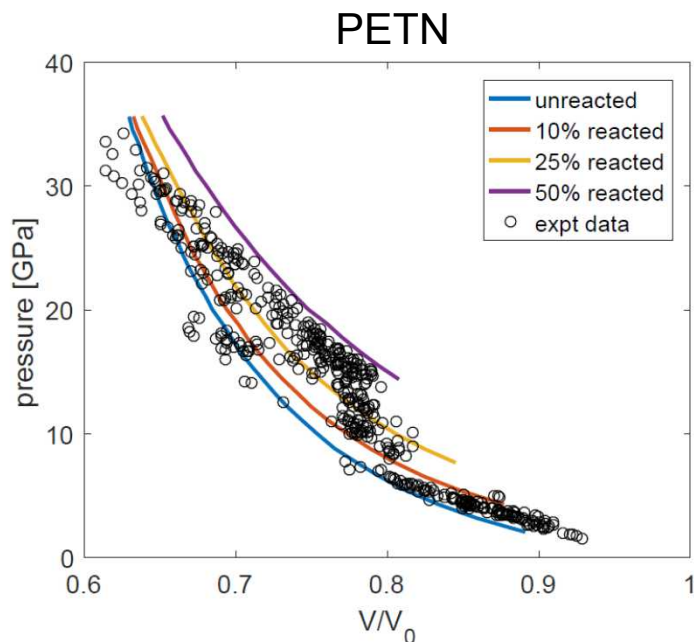 PETN
40
30
20
10
0
pressure [GPa]
unreacted
10% reacted
25% reacted
50% reacted
expt data
0.6 0.7 0.8 0.9 1
V/V₀